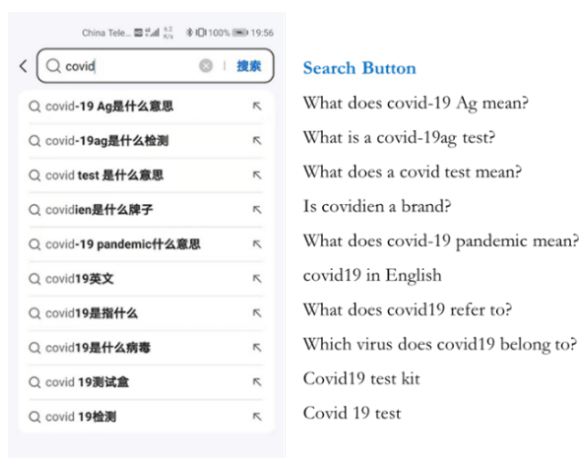 China Tele... HD 4G 4.2 K/s 100% 19:56
covid 搜索
Search Button
covid-19 Ag是什么意思
What does covid-19 Ag mean?
covid-19ag是什么检测
What is a covid-19ag test?
covid test 是什么意思
What does a covid test mean?
covidien是什么牌子
Is covidien a brand?
covid-19 pandemic什么意思
What does covid-19 pandemic mean?
covid19英文
covid19 in English
covid19是指什么
What does covid19 refer to?
covid19是什么病毒
Which virus does covid19 belong to?
covid 19测试盒
Covid19 test kit
covid 19检测
Covid 19 test